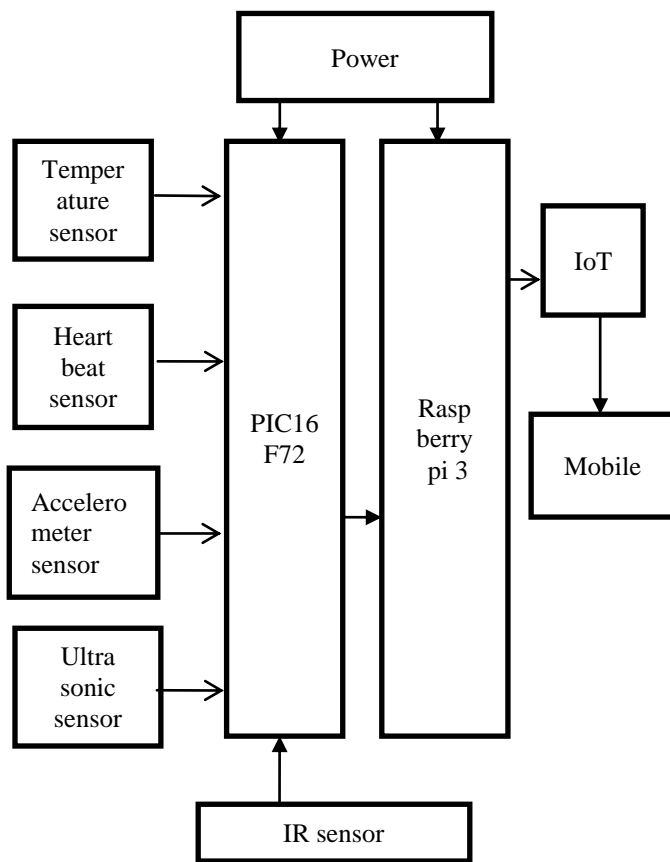 Power
Temper
ature
sensor
Heart
beat
sensor
Accelero
meter
sensor
Ultra
sonic
sensor
PIC16
F72
Rasp
berry
pi 3
IoT
Mobile
IR sensor